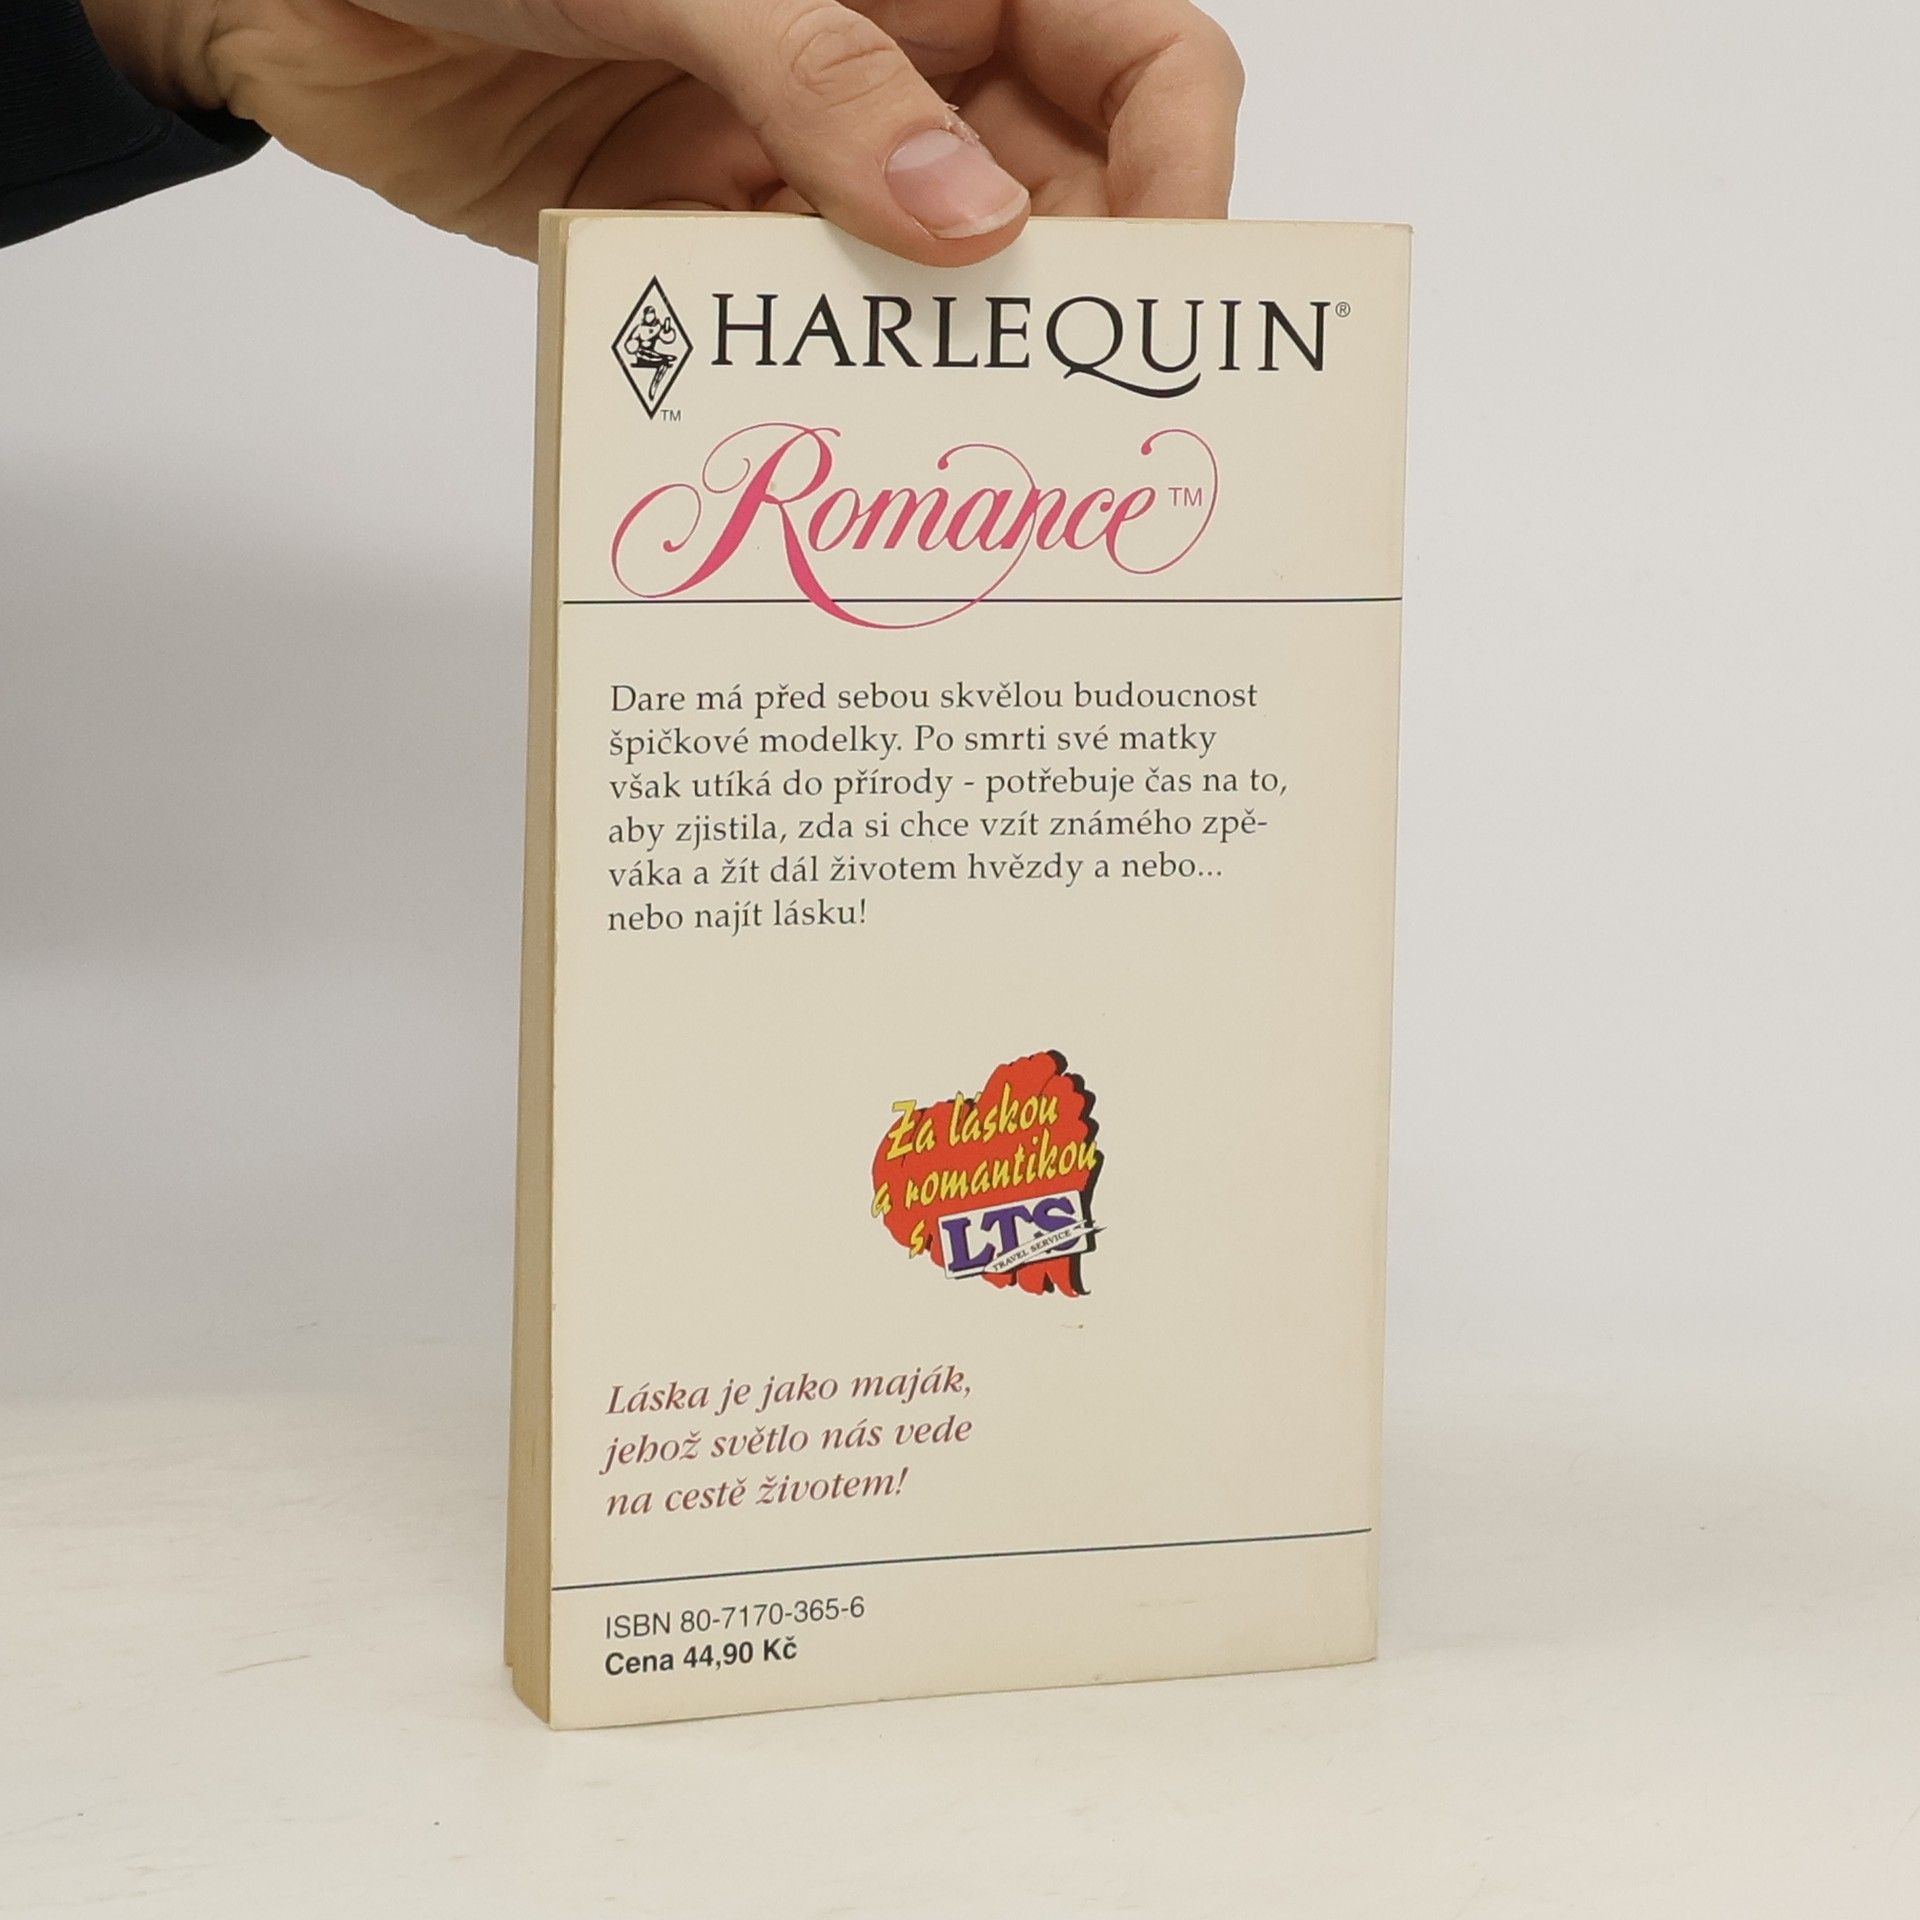 HARLEQUIN®
TM
Romance™
Dare má před sebou skvělou budoucnost
špičkové modelky. Po smrti své matky
však utíká do přírody - potřebuje čas na to,
aby zjistila, zda si chce vzít známého zpě-
váka a žít dál životem hvězdy a nebo...
nebo najít lásku!
Za láskou
a romantikou
s LTS
TRAVEL SERVICE
Láska je jako maják,
jehož světlo nás vede
na cestě životem!
ISBN 80-7170-365-6
Cena 44,90 Kč